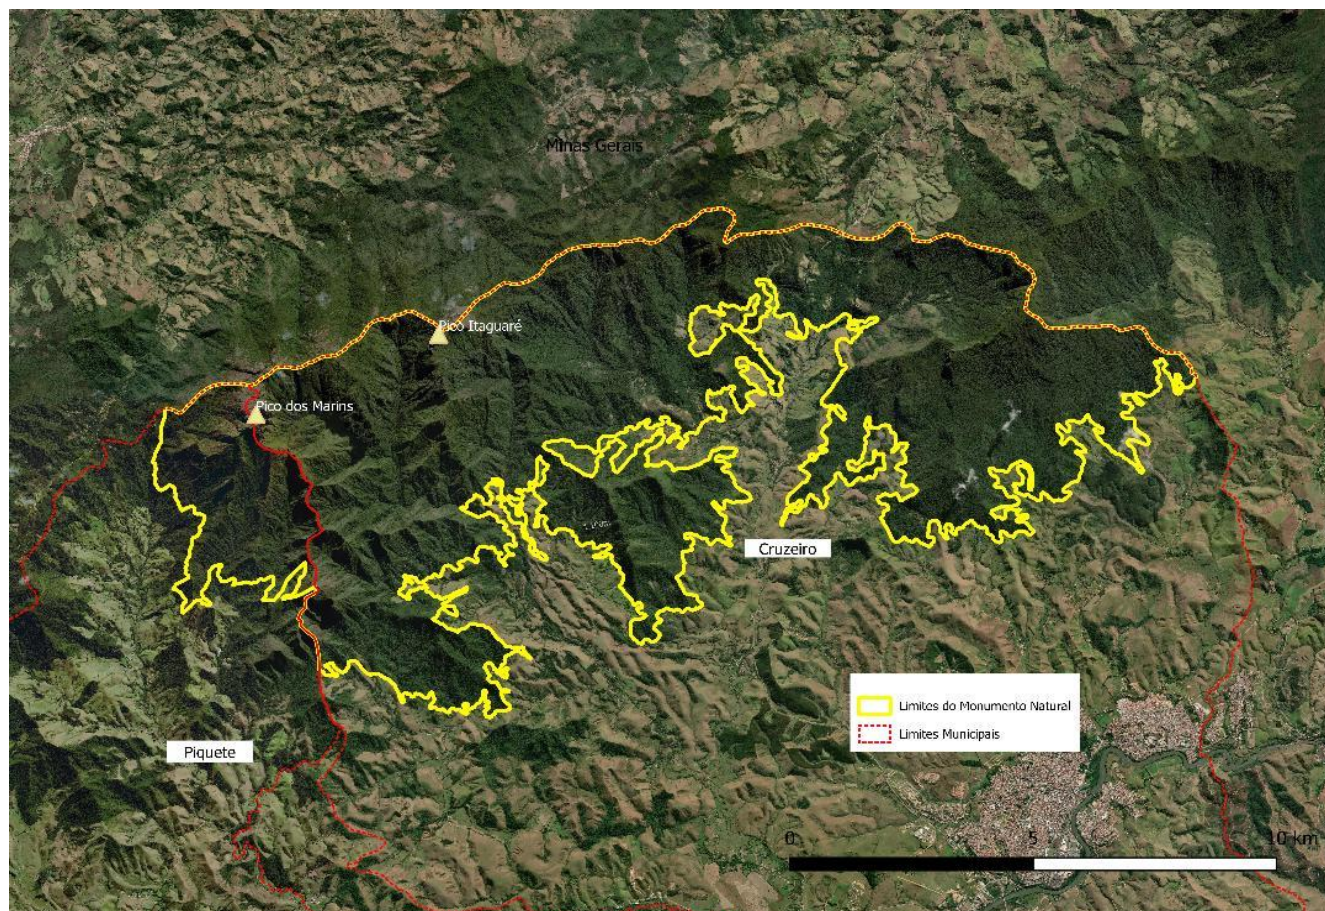 Minas Gerais
Pico Itaguaré
Pico dos Marins
Cruzeiro
Limites do Monumento Natural
Limites Municipais
Piquete
0 5 10 km